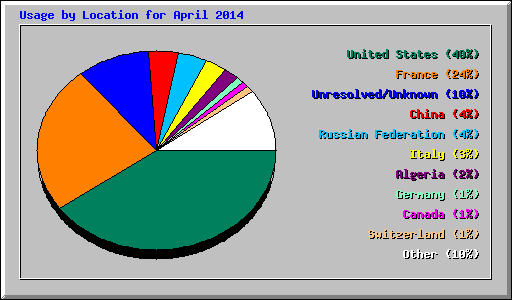 Usage by Location for April 2014
United States (40%)
France (24%)
Unresolved/Unknown (10%)
China (4%)
Russian Federation (4%)
Italy (3%)
Algeria (2%)
Germany (1%)
Canada (1%)
Switzerland (1%)
Other (10%)